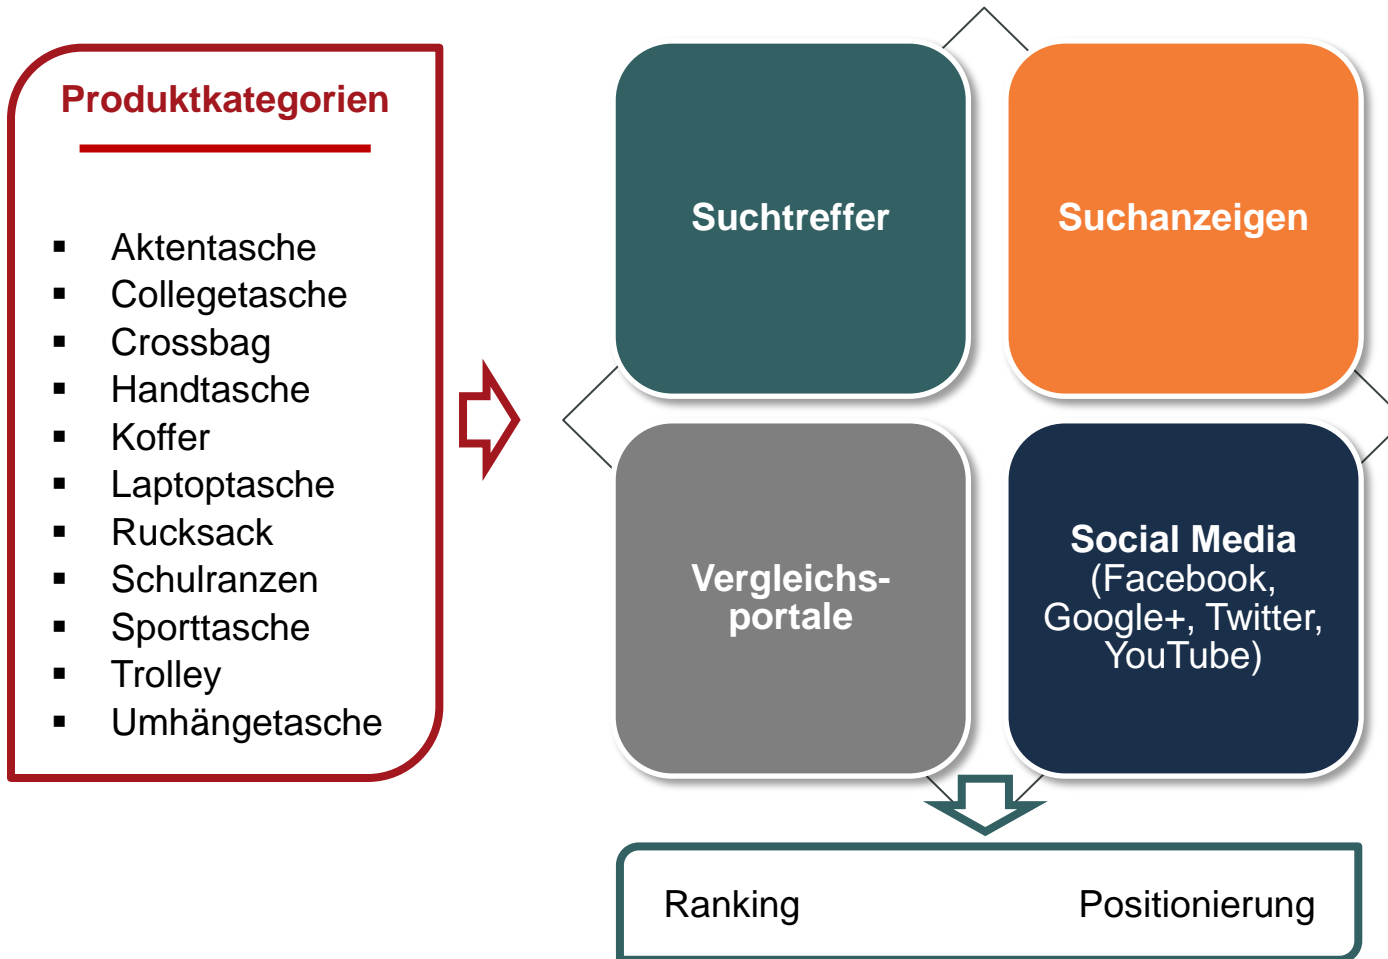 Produktkategorien
▪ Aktentasche
▪ Collegetasche
▪ Crossbag
▪ Handtasche
▪ Koffer
▪ Laptoptasche
▪ Rucksack
▪ Schulranzen
▪ Sporttasche
▪ Trolley
▪ Umhängetasche
Suchtreffer
Suchanzeigen
Vergleichs-
portale
Social Media
(Facebook,
Google+, Twitter,
YouTube)
Ranking
Positionierung